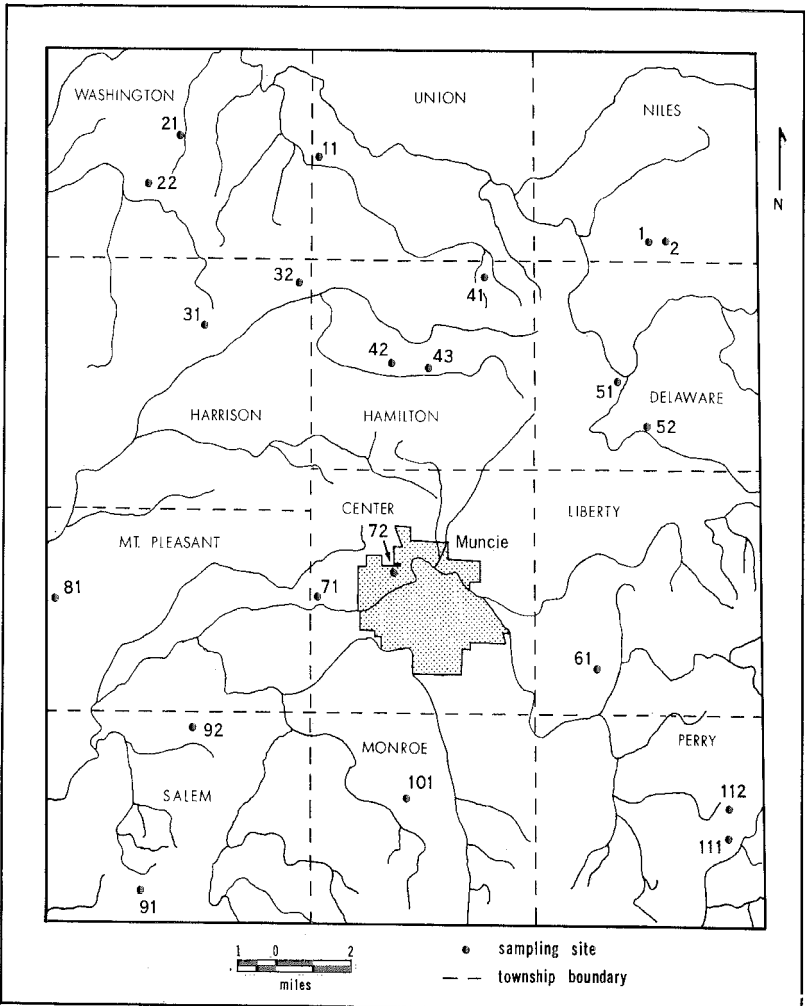 WASHINGTON
UNION
NILES
21
11
22
N
1
2
32
41
31
42
43
51
DELAWARE
HARRISON
HAMILTON
52
CENTER
LIBERTY
72
Muncie
MT. PLEASANT
81
71
61
92
MONROE
PERRY
SALEM
101
112
111
91
1 0 2
miles
sampling site
township boundary